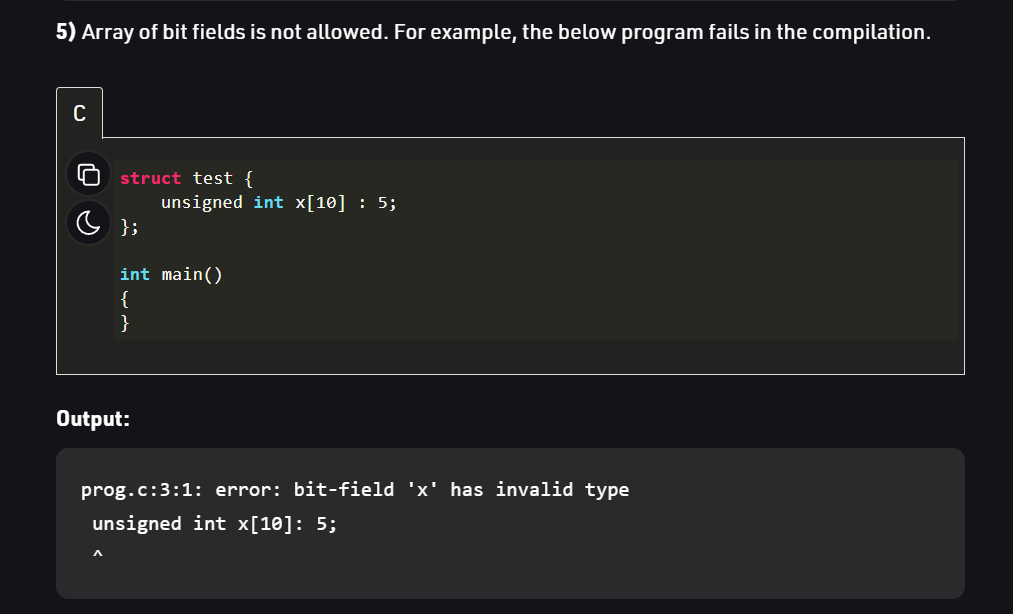 5) Array of bit fields is not allowed. For example, the below program fails in the compilation.
C
struct test {
    unsigned int x[10] : 5;
};
int main()
{
}
Output:
prog.c:3:1: error: bit-field 'x' has invalid type
 unsigned int x[10]: 5;
 ^